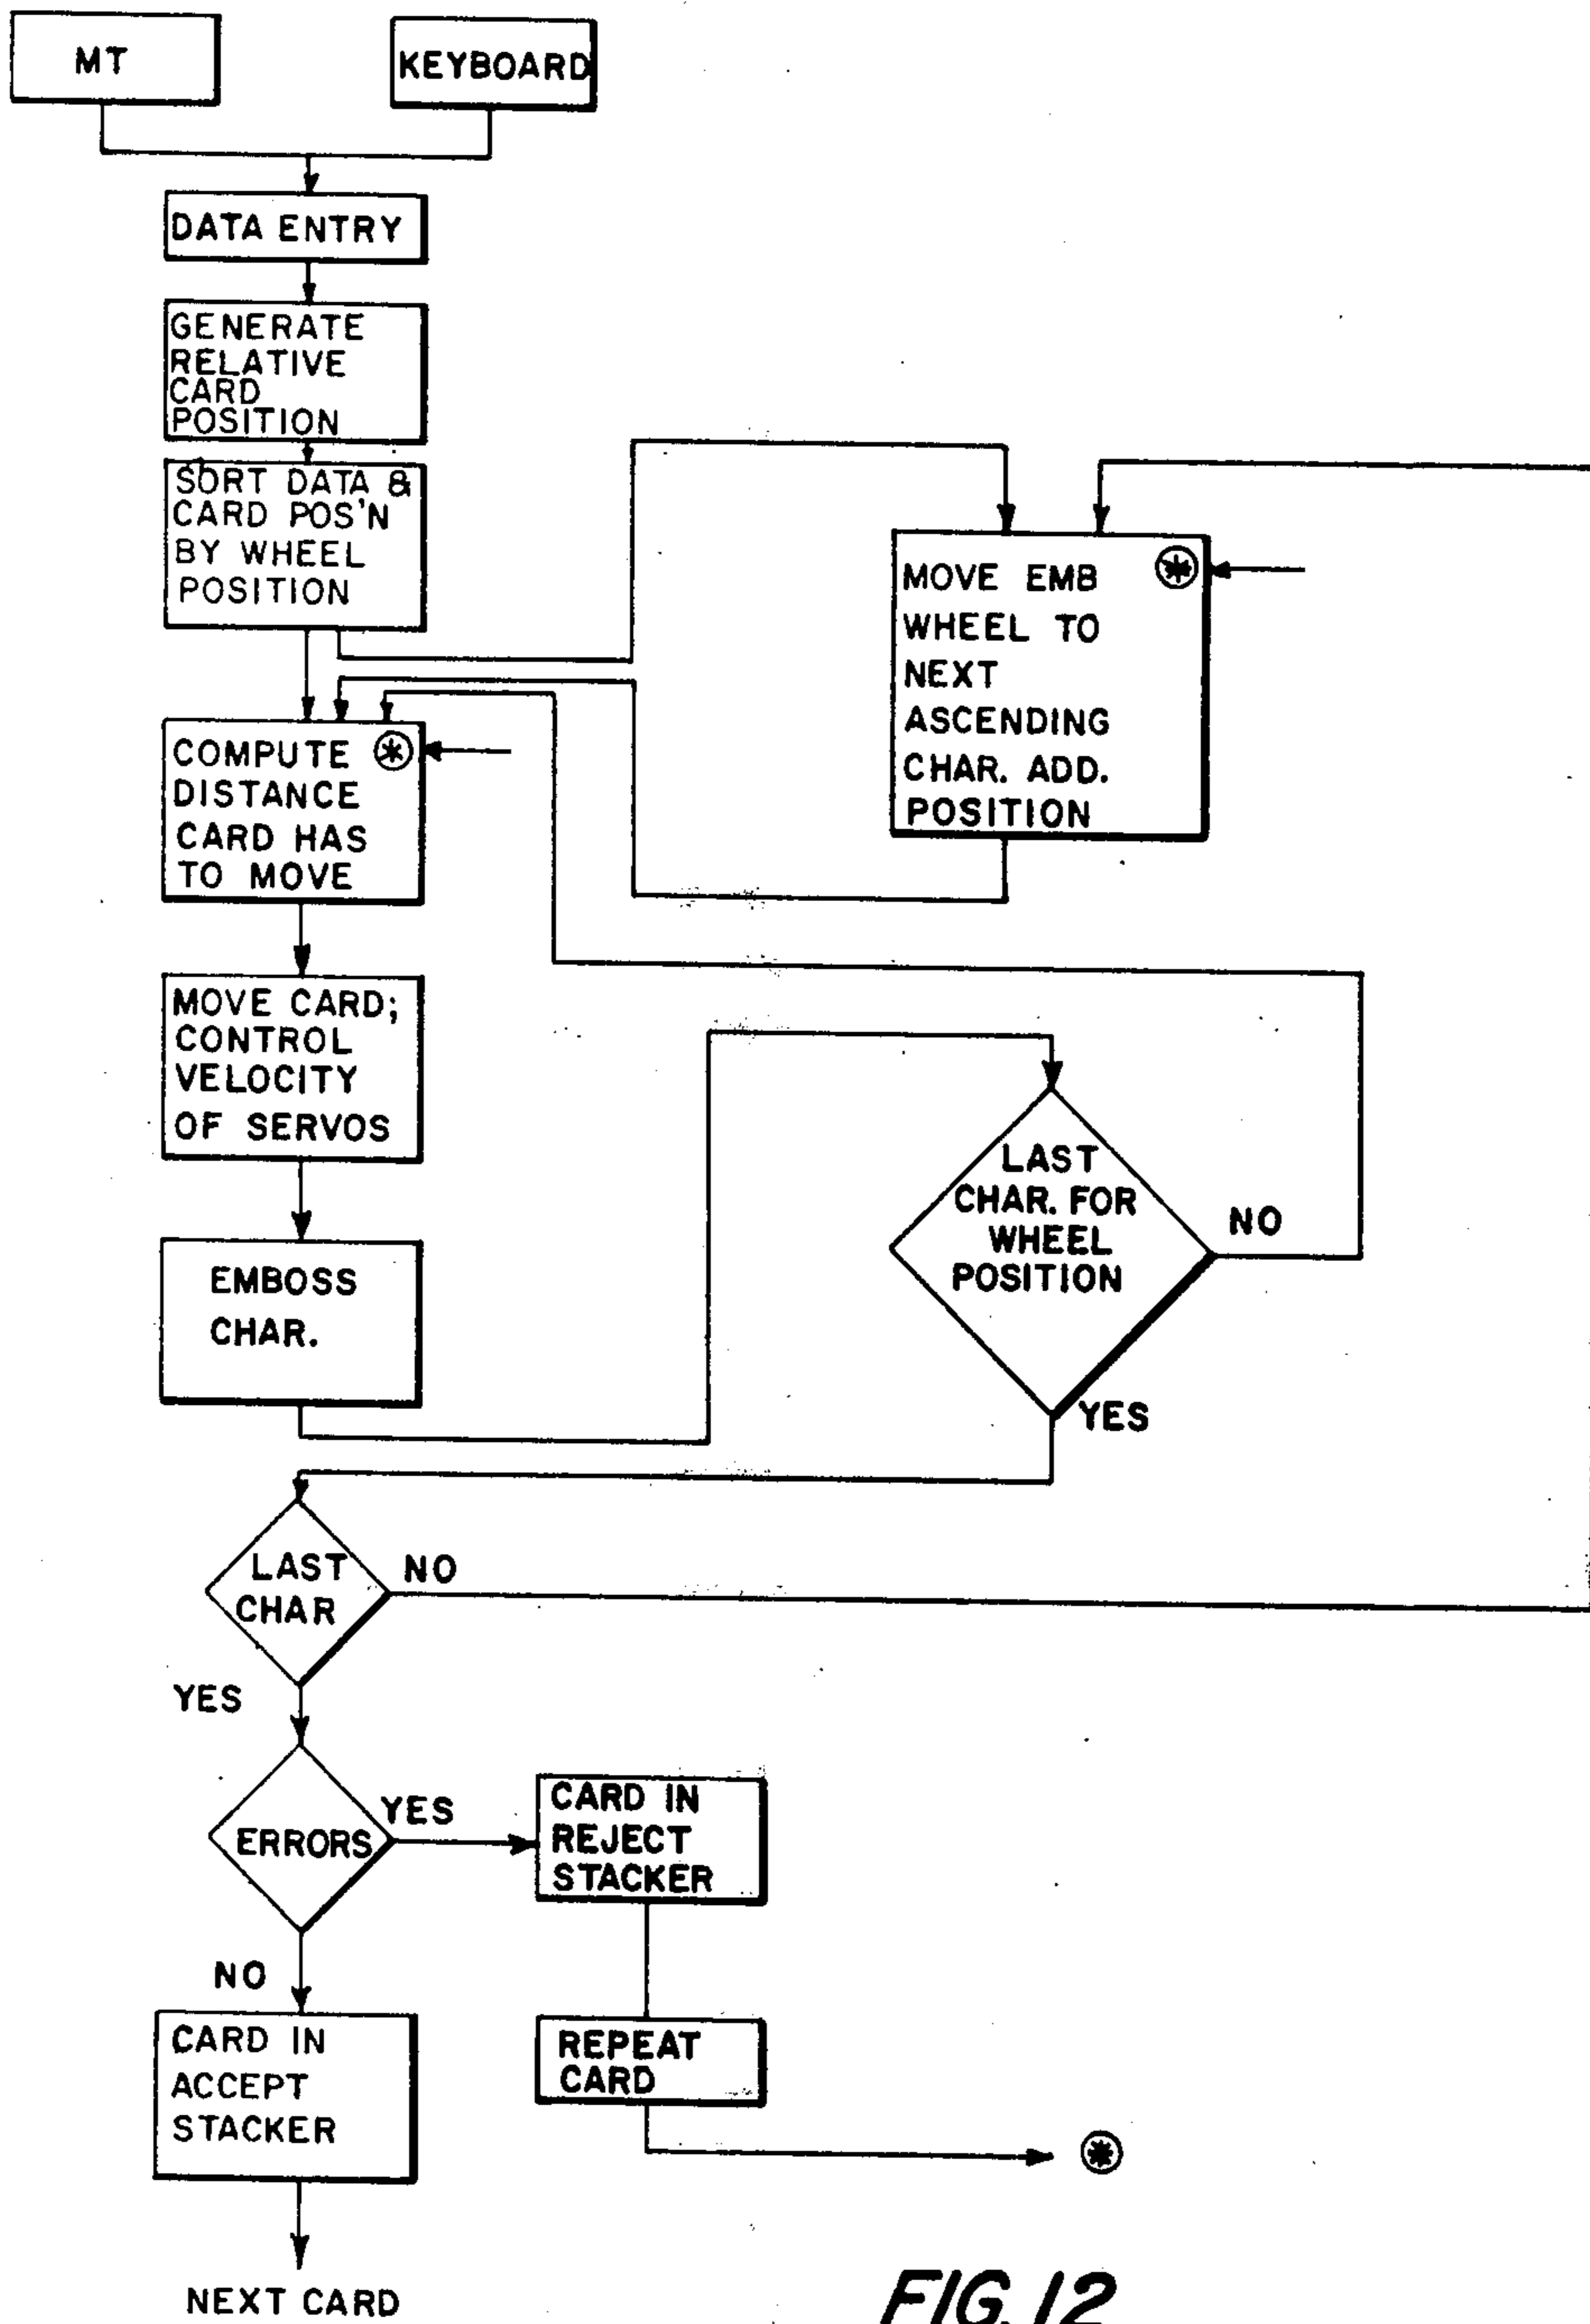 MT
KEYBOARD
DATA ENTRY
GENERATE
RELATIVE
CARD
POSITION
SORT DATA &
CARD POS'N
BY WHEEL
POSITION
MOVE EMB
WHEEL TO
NEXT
ASCENDING
CHAR. ADD.
POSITION
COMPUTE
DISTANCE
CARD HAS
TO MOVE
MOVE CARD;
CONTROL
VELOCITY
OF SERVOS
EMBOSS
CHAR.
LAST
CHAR. FOR
WHEEL
POSITION
NO
YES
LAST
CHAR
NO
YES
ERRORS
YES
NO
CARD IN
REJECT
STACKER
REPEAT
CARD
CARD IN
ACCEPT
STACKER
NEXT CARD
FIG. 12